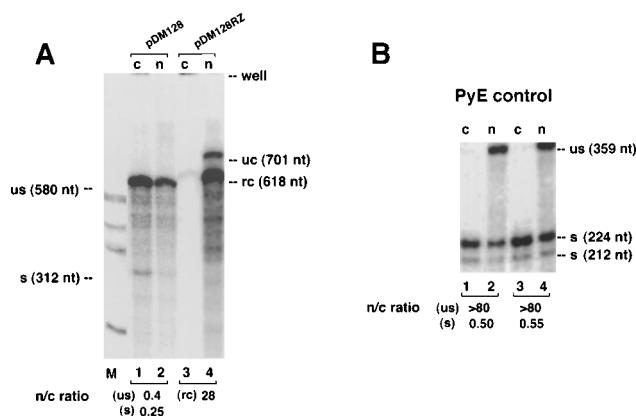 A
pDM128 pDM128RZ
c n c n
-- well
uc (701 nt)
us (580 nt) --
-- rc (618 nt)
s (312 nt) --
M 1 2 3 4
n/c ratio (us) 0.4 (rc) 28
(s) 0.25
B
PyE control
c n c n
-- us (359 nt)
-- s (224 nt)
-- s (212 nt)
1 2 3 4
n/c ratio (us) >80 >80
(s) 0.50 0.55